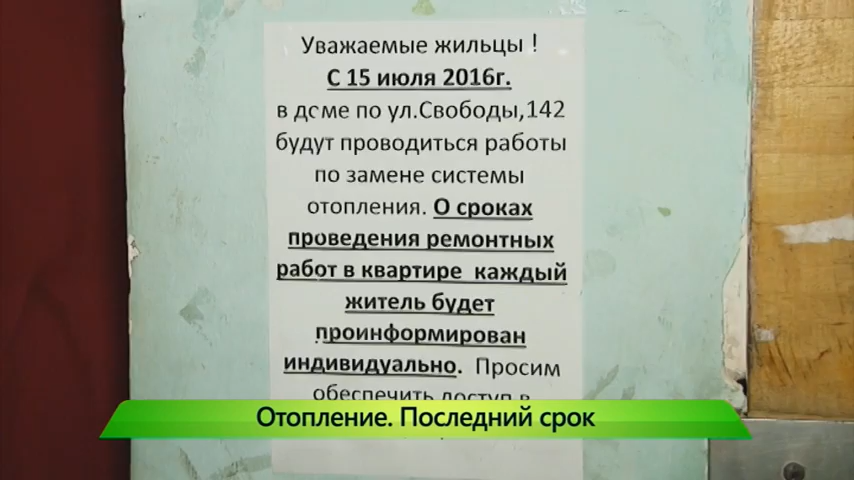 Уважаемые жильцы !
С 15 июля 2016г.
в доме по ул.Свободы,142
будут проводиться работы
по замене системы
отопления. О сроках
проведения ремонтных
работ в квартире каждый
житель будет
проинформирован
индивидуально. Просим
обеспечить доступ в
Отопление. Последний срок